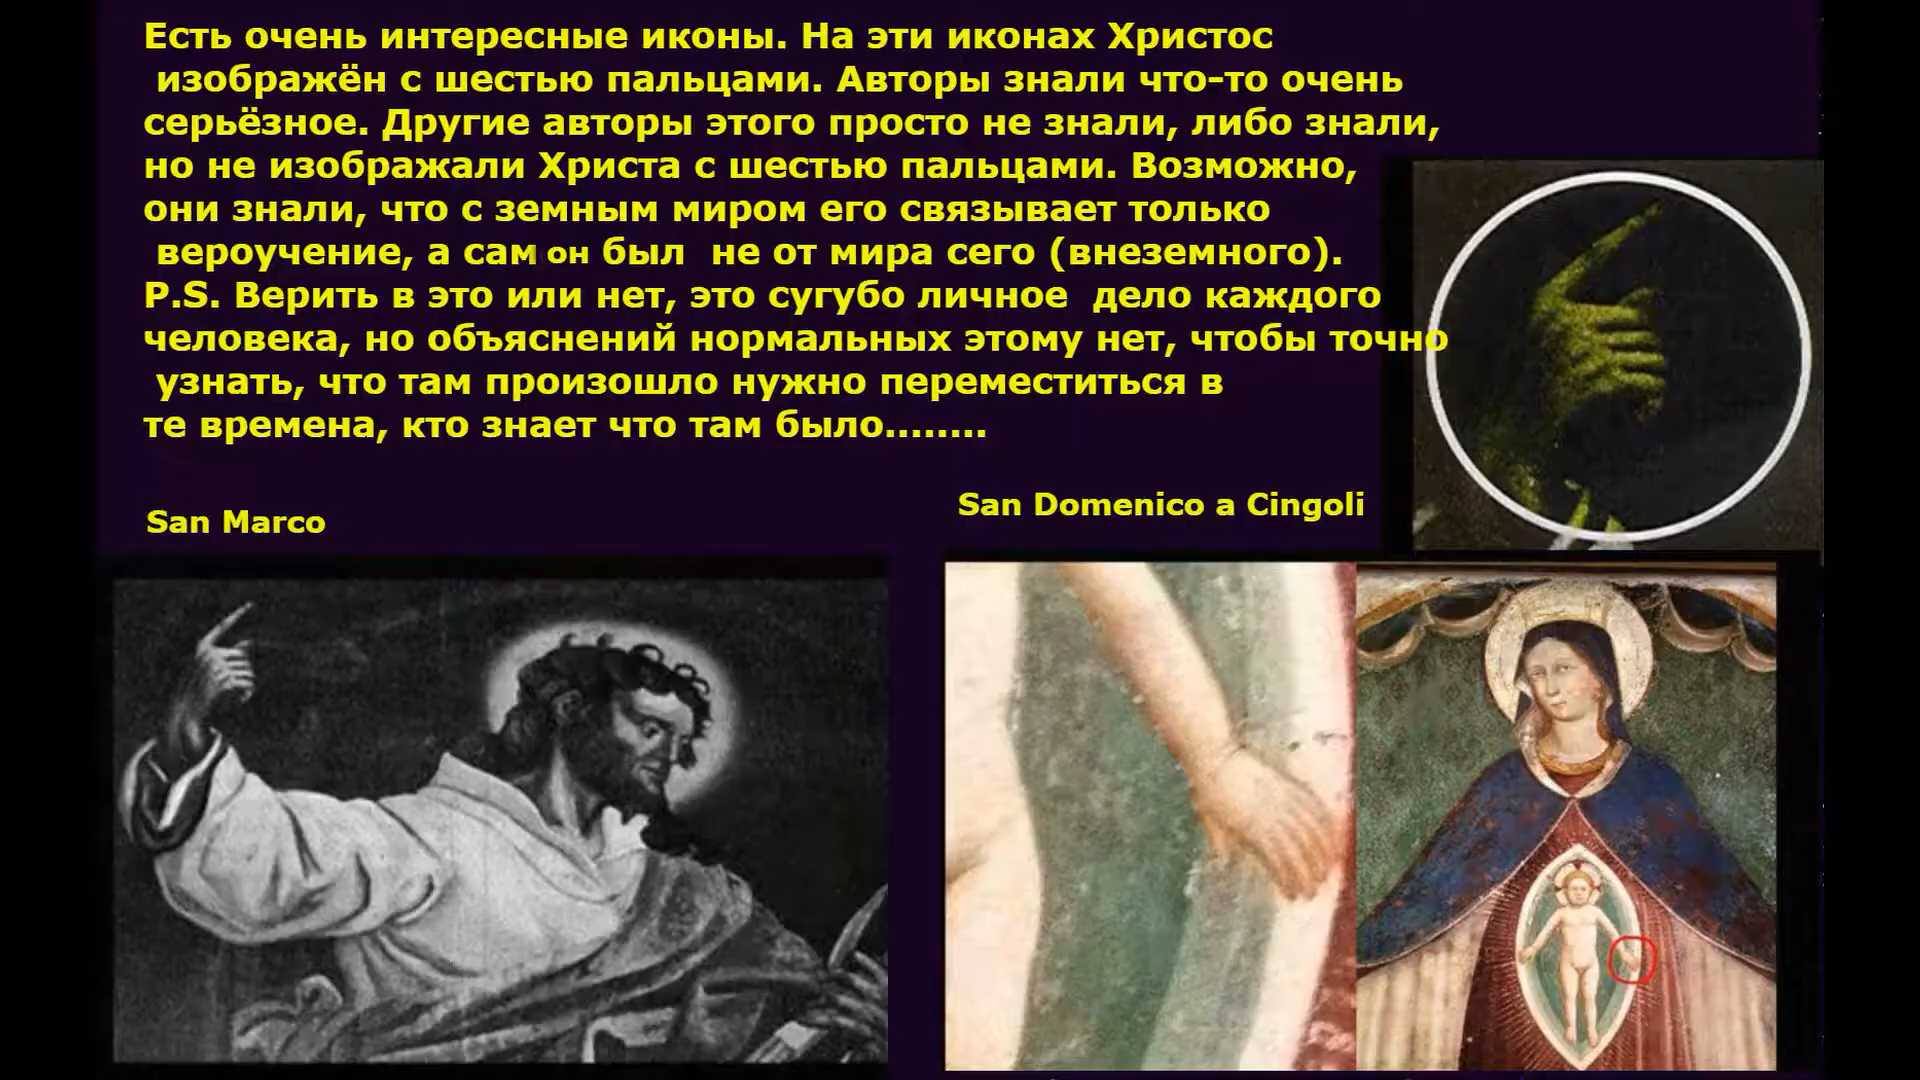 Есть очень интересные иконы. На эти иконах Христос
изображён с шестью пальцами. Авторы знали что-то очень
серьёзное. Другие авторы этого просто не знали, либо знали,
но не изображали Христа с шестью пальцами. Возможно,
они знали, что с земным миром его связывает только
вероучение, а сам он был не от мира сего (внеземного).
P.S. Верить в это или нет, это сугубо личное дело каждого
человека, но объяснений нормальных этому нет, чтобы точно
узнать, что там произошло нужно переместиться в
те времена, кто знает что там было........
San Marco
San Domenico a Cingoli